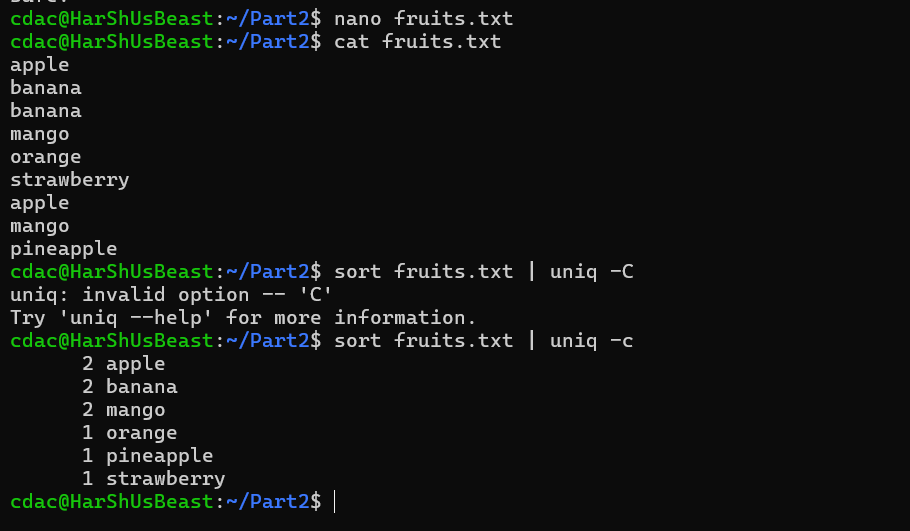 cdac@HarShUsBeast:~/Part2$ nano fruits.txt
cdac@HarShUsBeast:~/Part2$ cat fruits.txt
apple
banana
banana
mango
orange
strawberry
apple
mango
pineapple
cdac@HarShUsBeast:~/Part2$ sort fruits.txt | uniq -C
uniq: invalid option -- 'C'
Try 'uniq --help' for more information.
cdac@HarShUsBeast:~/Part2$ sort fruits.txt | uniq -c
      2 apple
      2 banana
      2 mango
      1 orange
      1 pineapple
      1 strawberry
cdac@HarShUsBeast:~/Part2$